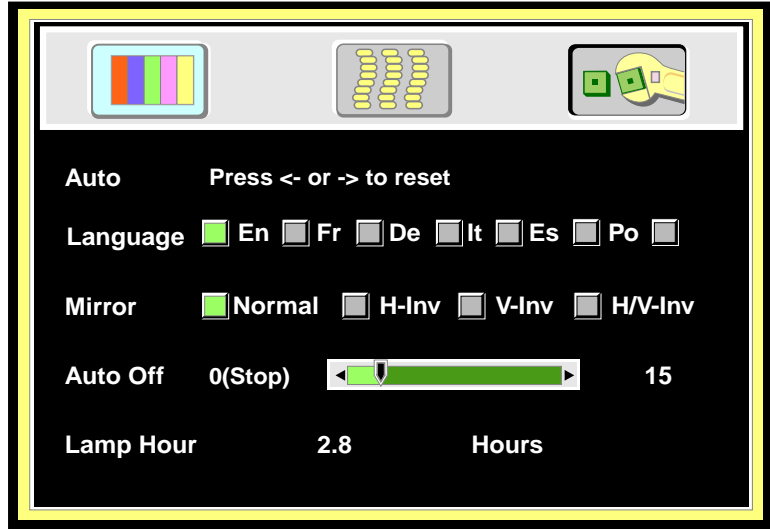 Auto Press <- or -> to reset
Language En Fr De It Es Po
Mirror Normal H-Inv V-Inv H/V-Inv
Auto Off 0(Stop) 15
Lamp Hour 2.8 Hours